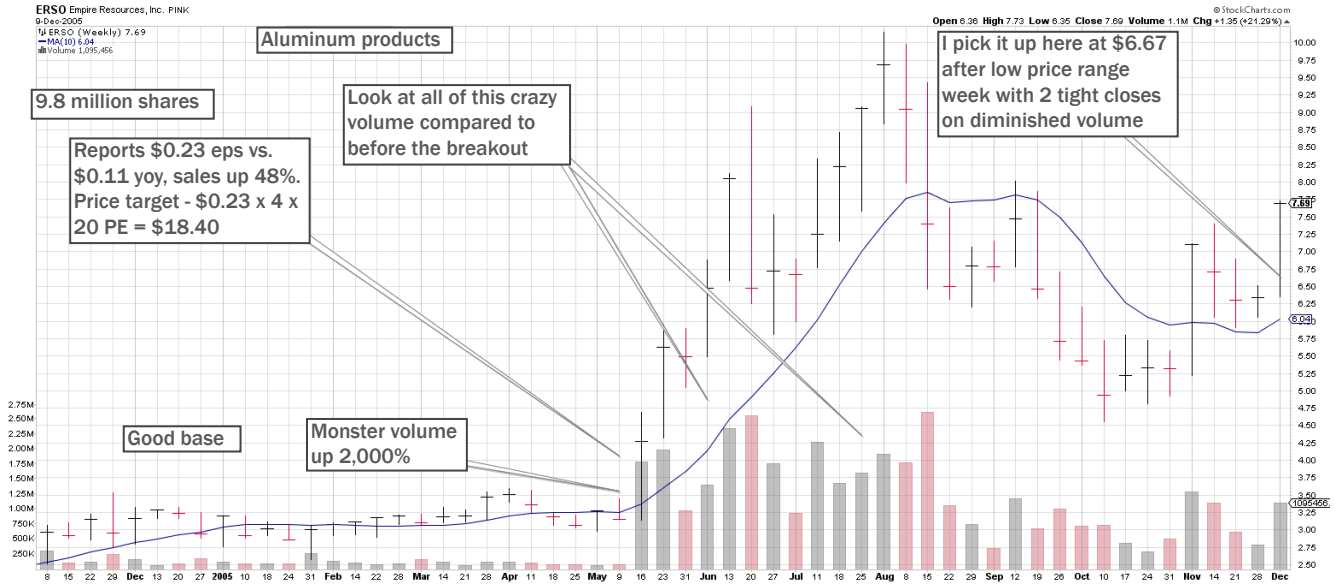 ERSO Empire Resources, Inc. PINK
© StockCharts.com
9-Dec-2005
Open 6.36 High 7.73 Low 6.35 Close 7.69 Volume 1.1M Chg +1.35 (+21.29%)
ERSO (Weekly) 7.69
MA(10) 6.04
Volume 1,095,456
Aluminum products
I pick it up here at $6.67
after low price range
week with 2 tight closes
on diminished volume
9.8 million shares
Look at all of this crazy
volume compared to
before the breakout
Reports $0.23 eps vs.
$0.11 yoy, sales up 48%.
Price target - $0.23 x 4 x
20 PE = $18.40
Good base
Monster volume
up 2,000%
10.00
9.75
9.50
9.25
9.00
8.75
8.50
8.25
8.00
7.69
7.50
7.25
7.00
6.75
6.50
6.25
6.04
5.75
5.50
5.25
5.00
4.75
4.50
4.25
4.00
3.75
3.50
1095456
3.25
3.00
2.75
2.50
2.75M
2.50M
2.25M
2.00M
1.75M
1.50M
1.25M
1.00M
750K
500K
250K
8 15 22 29 Dec 13 20 27 2005 10 18 24 31 Feb 14 22 28 Mar 14 21 28 Apr 11 18 25 May 9 16 23 31 Jun 13 20 27 Jul 11 18 25 Aug 8 15 22 29 Sep 12 19 26 Oct 10 17 24 31 Nov 14 21 28 Dec